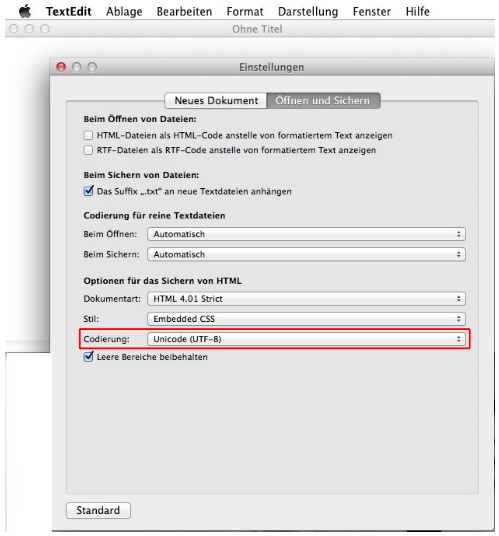 TextEdit Ablage Bearbeiten Format Darstellung Fenster Hilfe
Ohne Titel
Einstellungen
Neues Dokument Öffnen und Sichern
Beim Öffnen von Dateien:
HTML-Dateien als HTML-Code anstelle von formatiertem Text anzeigen
RTF-Dateien als RTF-Code anstelle von formatiertem Text anzeigen
Beim Sichern von Dateien:
Das Suffix „.txt“ an neue Textdateien anhängen
Codierung für reine Textdateien
Beim Öffnen: Automatisch
Beim Sichern: Automatisch
Optionen für das Sichern von HTML
Dokumentart: HTML 4.01 Strict
Stil: Embedded CSS
Codierung: Unicode (UTF-8)
Leere Bereiche beibehalten
Standard